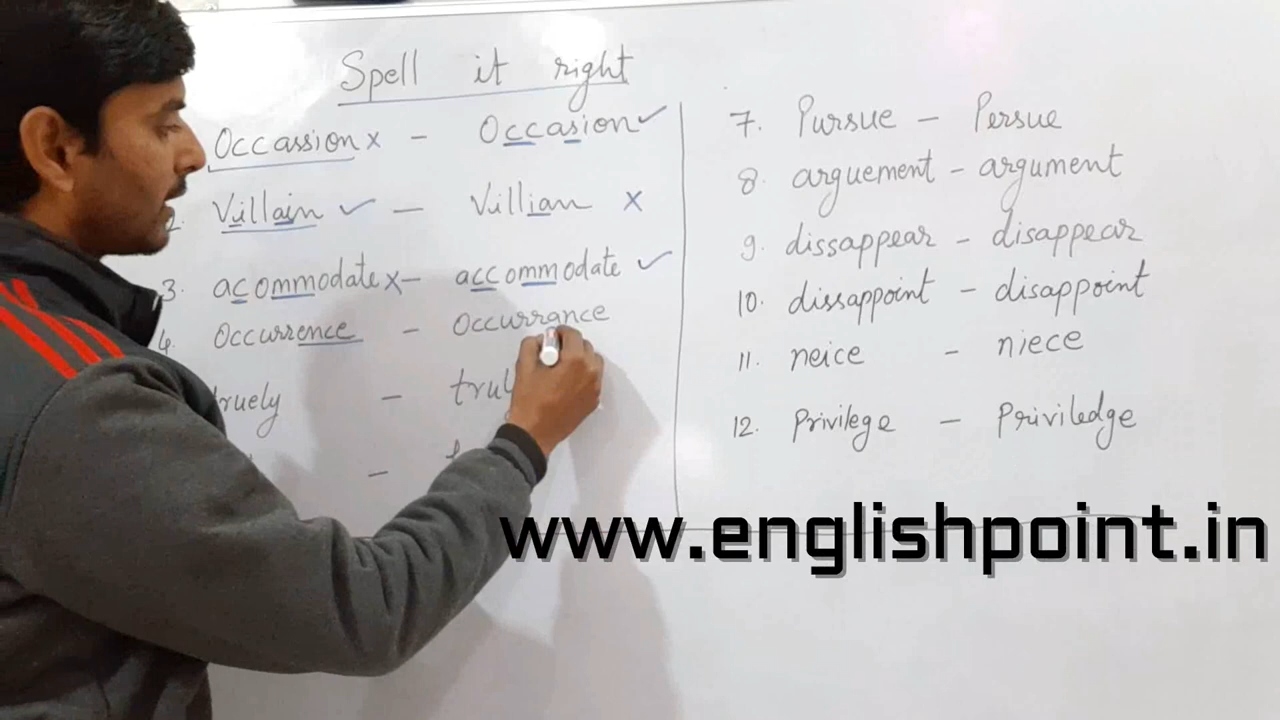 Spell it right
Occassion x - Occasion ✓
2. Villain ✓ - Villian x
3. acommodate x - accommodate ✓
4. Occurrence - Occurrance
truely -
-
7. Pursue - Persue
8. arguement - argument
9. dissappear - disappear
10. dissappoint - disappoint
11. neice - niece
12. Privilege - Priviledge
www.englishpoint.in